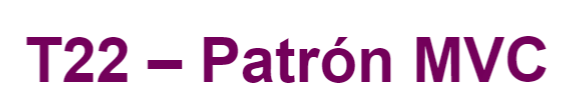 T22 – Patrón MVC